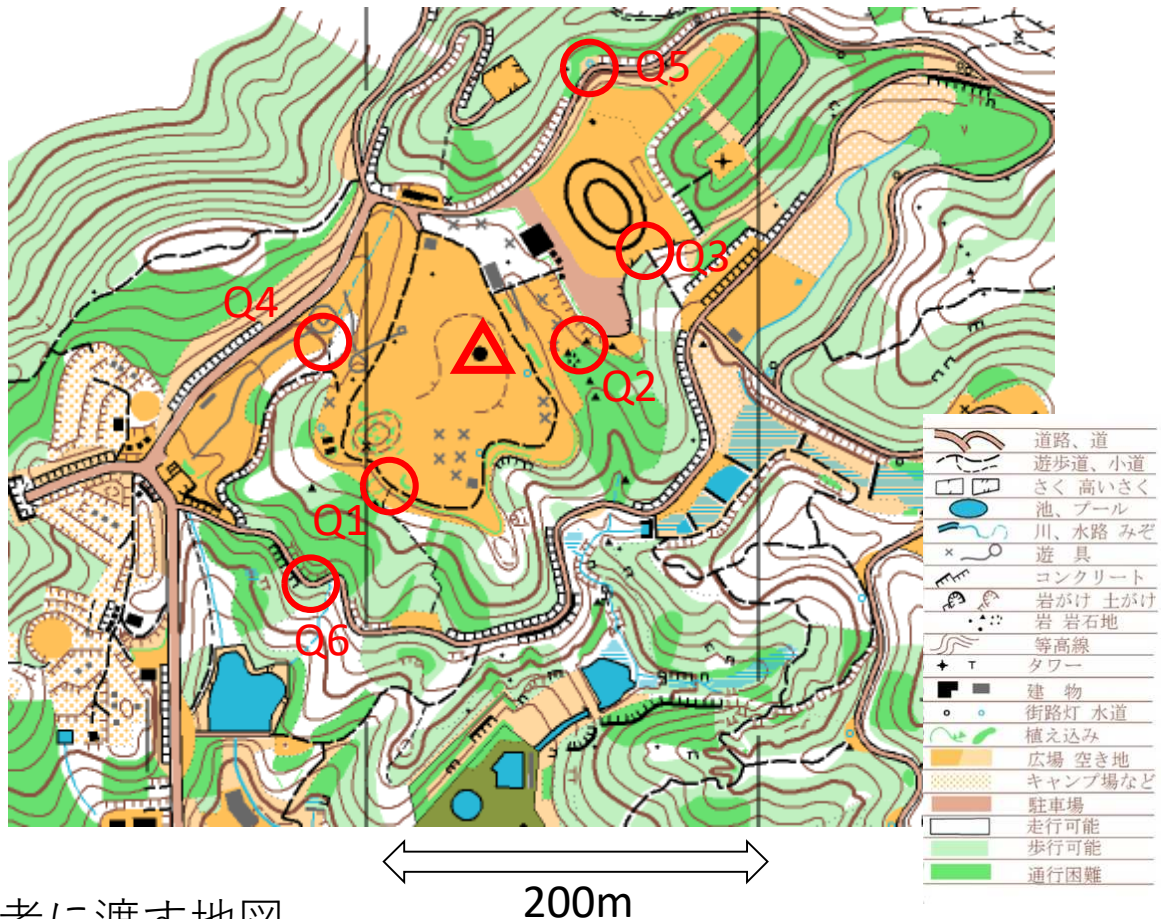 Q5
Q3
Q4
Q2
Q1
Q6
道路、道
遊歩道、小道
さく 高いさく
池、プール
川、水路 みぞ
遊 具
コンクリート
岩がけ 土がけ
岩 岩石地
等高線
タワー
建 物
街路灯 水道
植え込み
広場 空き地
キャンプ場など
駐車場
走行可能
歩行可能
通行困難
200m
者に渡す地図